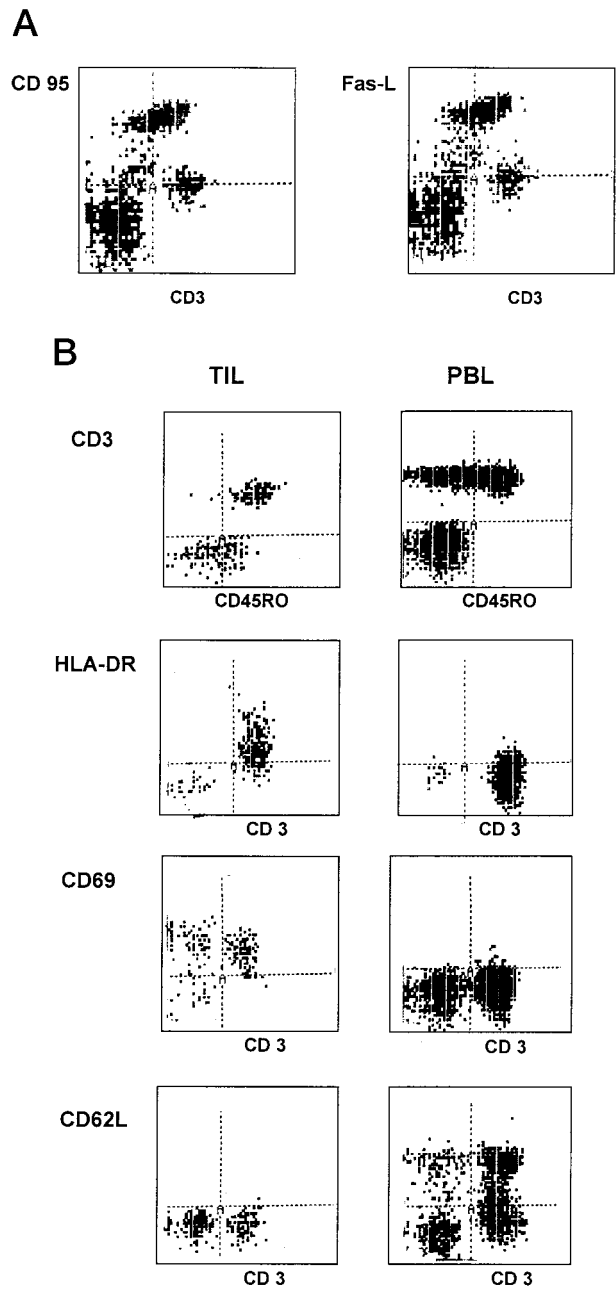 A
CD 95
Fas-L
CD3
CD3
B
TIL
PBL
CD3
CD45RO
CD45RO
HLA-DR
CD 3
CD 3
CD69
CD 3
CD 3
CD62L
CD 3
CD 3